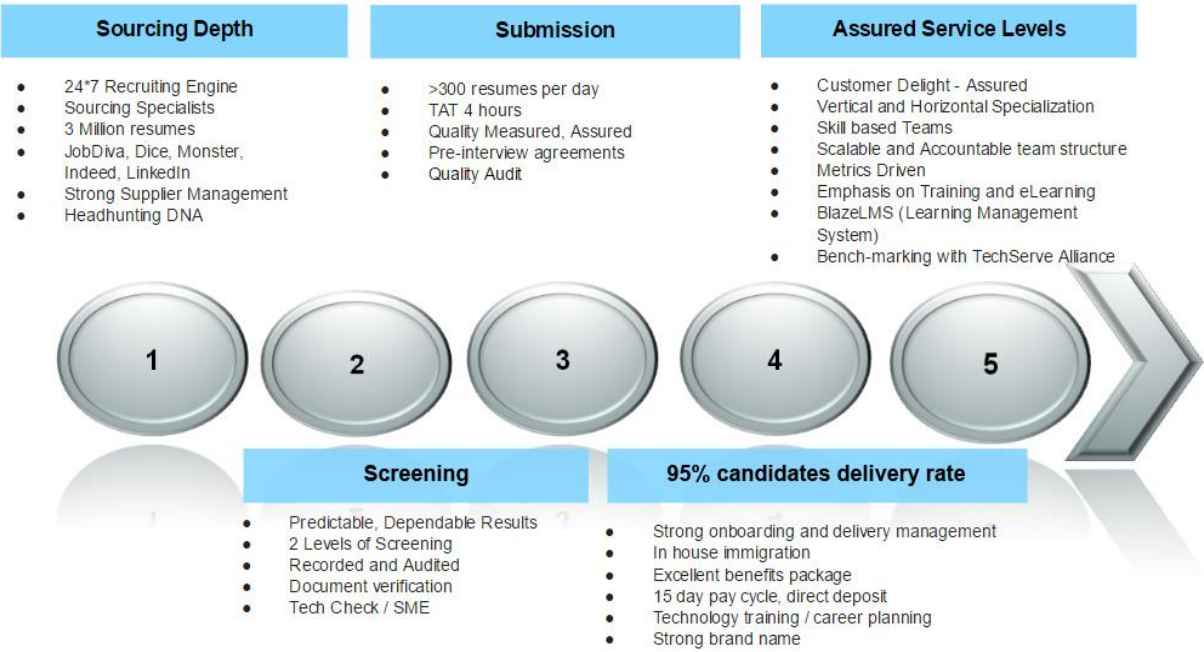 Sourcing Depth
● 24*7 Recruiting Engine
● Sourcing Specialists
● 3 Million resumes
● JobDiva, Dice, Monster,
Indeed, LinkedIn
● Strong Supplier Management
● Headhunting DNA
Submission
● >300 resumes per day
● TAT 4 hours
● Quality Measured, Assured
● Pre-interview agreements
● Quality Audit
Assured Service Levels
● Customer Delight - Assured
● Vertical and Horizontal Specialization
● Skill based Teams
● Scalable and Accountable team structure
● Metrics Driven
● Emphasis on Training and eLearning
● BlazeLMS (Learning Management
System)
● Bench-marking with TechServe Alliance
1
2
3
4
5
Screening
● Predictable, Dependable Results
● 2 Levels of Screening
● Recorded and Audited
● Document verification
● Tech Check / SME
95% candidates delivery rate
● Strong onboarding and delivery management
● In house immigration
● Excellent benefits package
● 15 day pay cycle, direct deposit
● Technology training / career planning
● Strong brand name